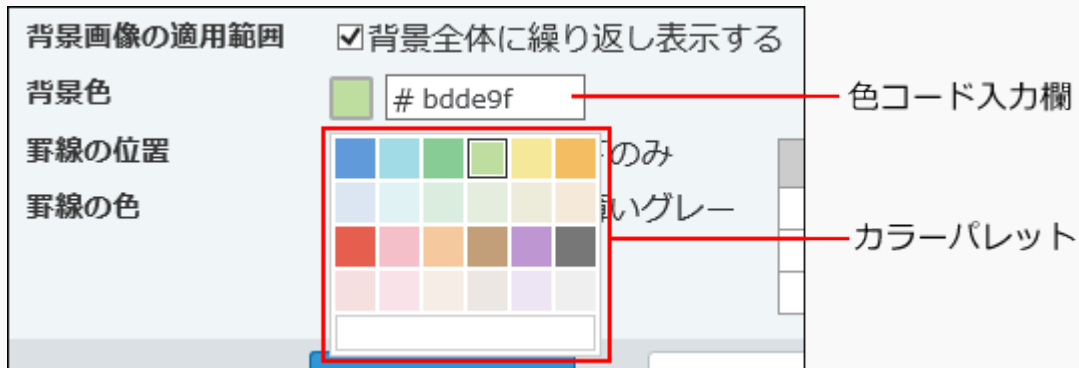 背景画像の適用範囲 背景全体に繰り返し表示する
背景色 # bdde9f 色コード入力欄
罫線の位置 のみ
罫線の色 いグレー
カラーパレット